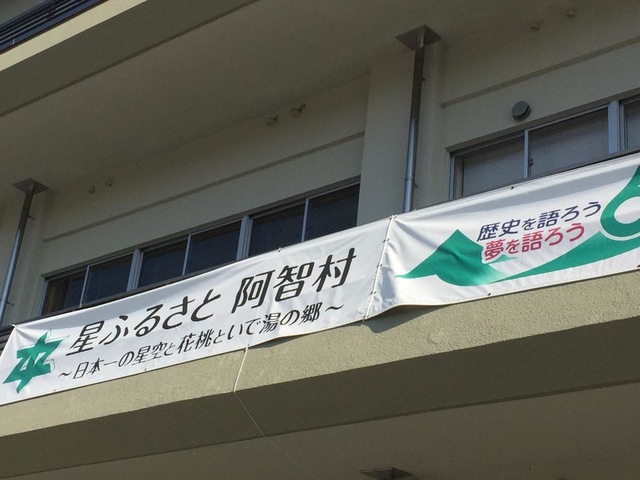 星ふるさと 阿智村
～日本一の星空と花桃といで湯の郷～
歴史を語ろう
夢を語ろう